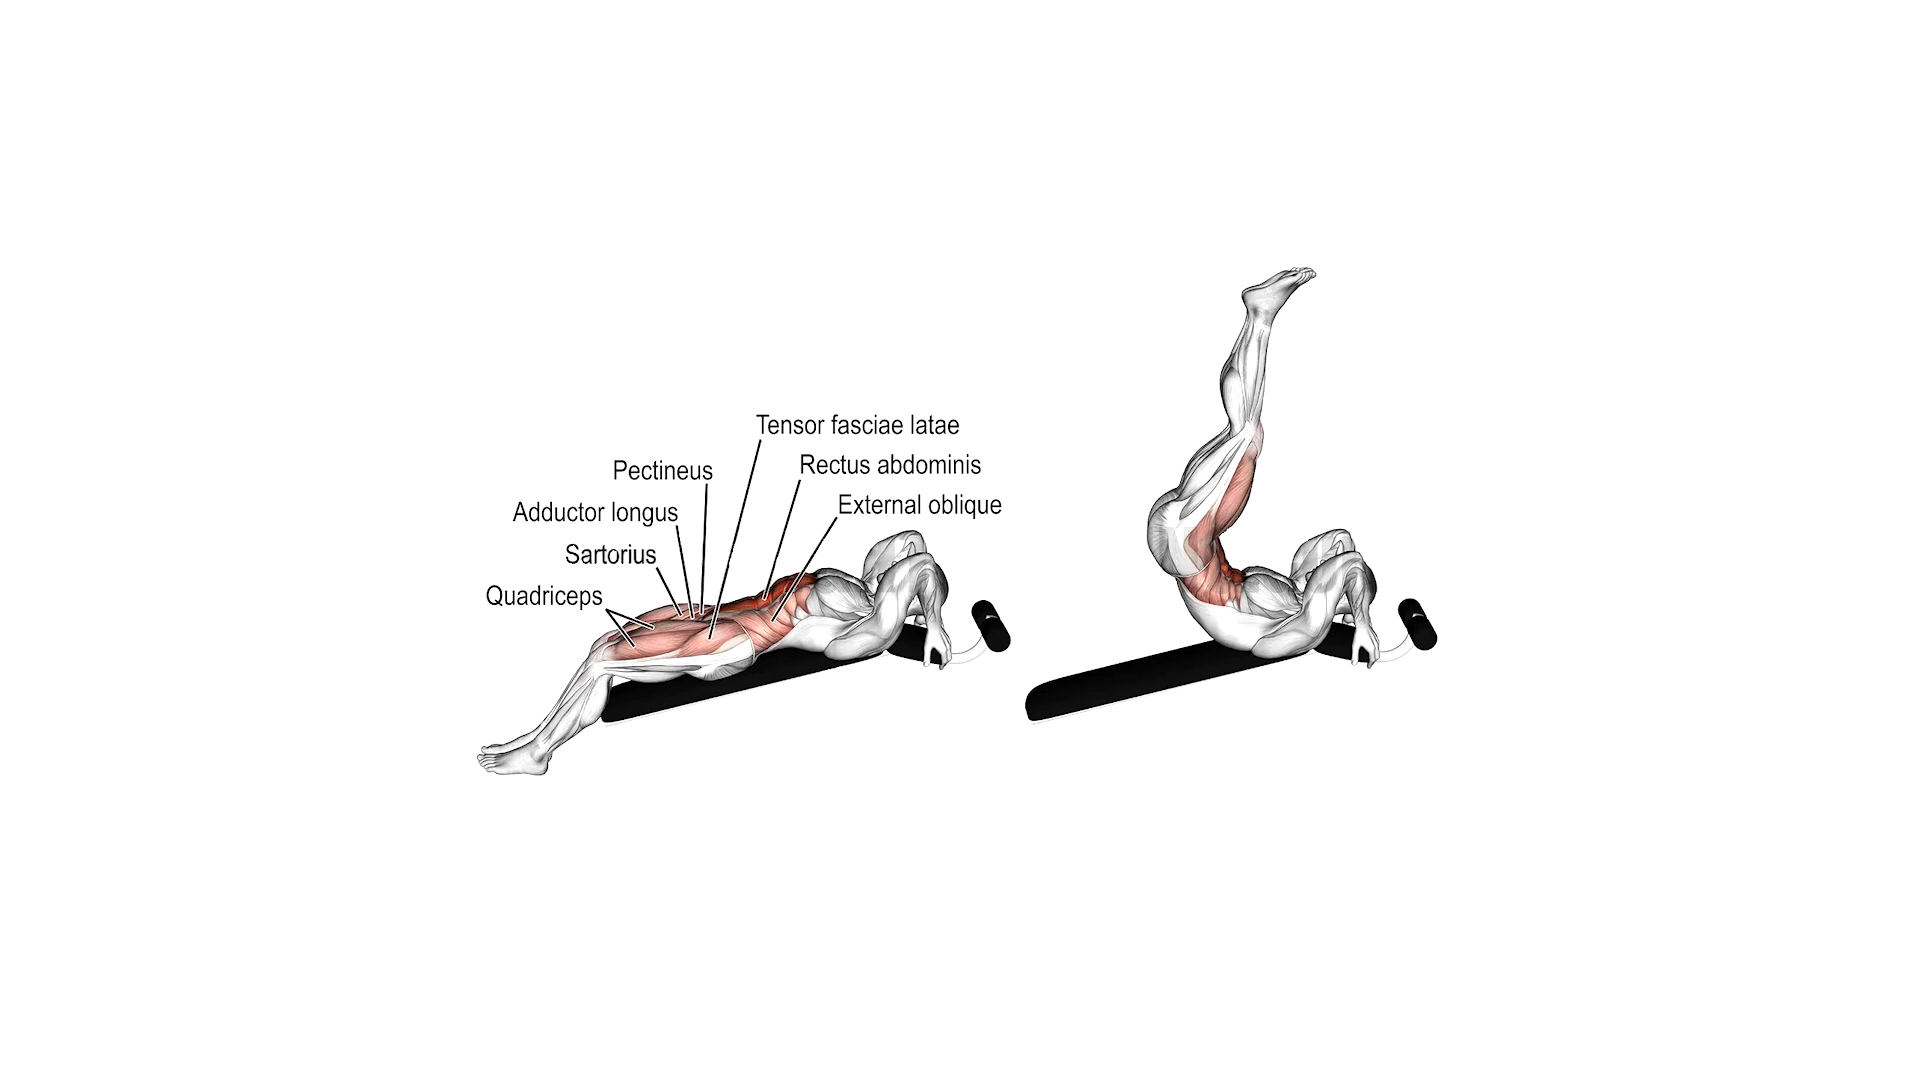 Tensor fasciae latae
Pectineus
Rectus abdominis
Adductor longus
External oblique
Sartorius
Quadriceps